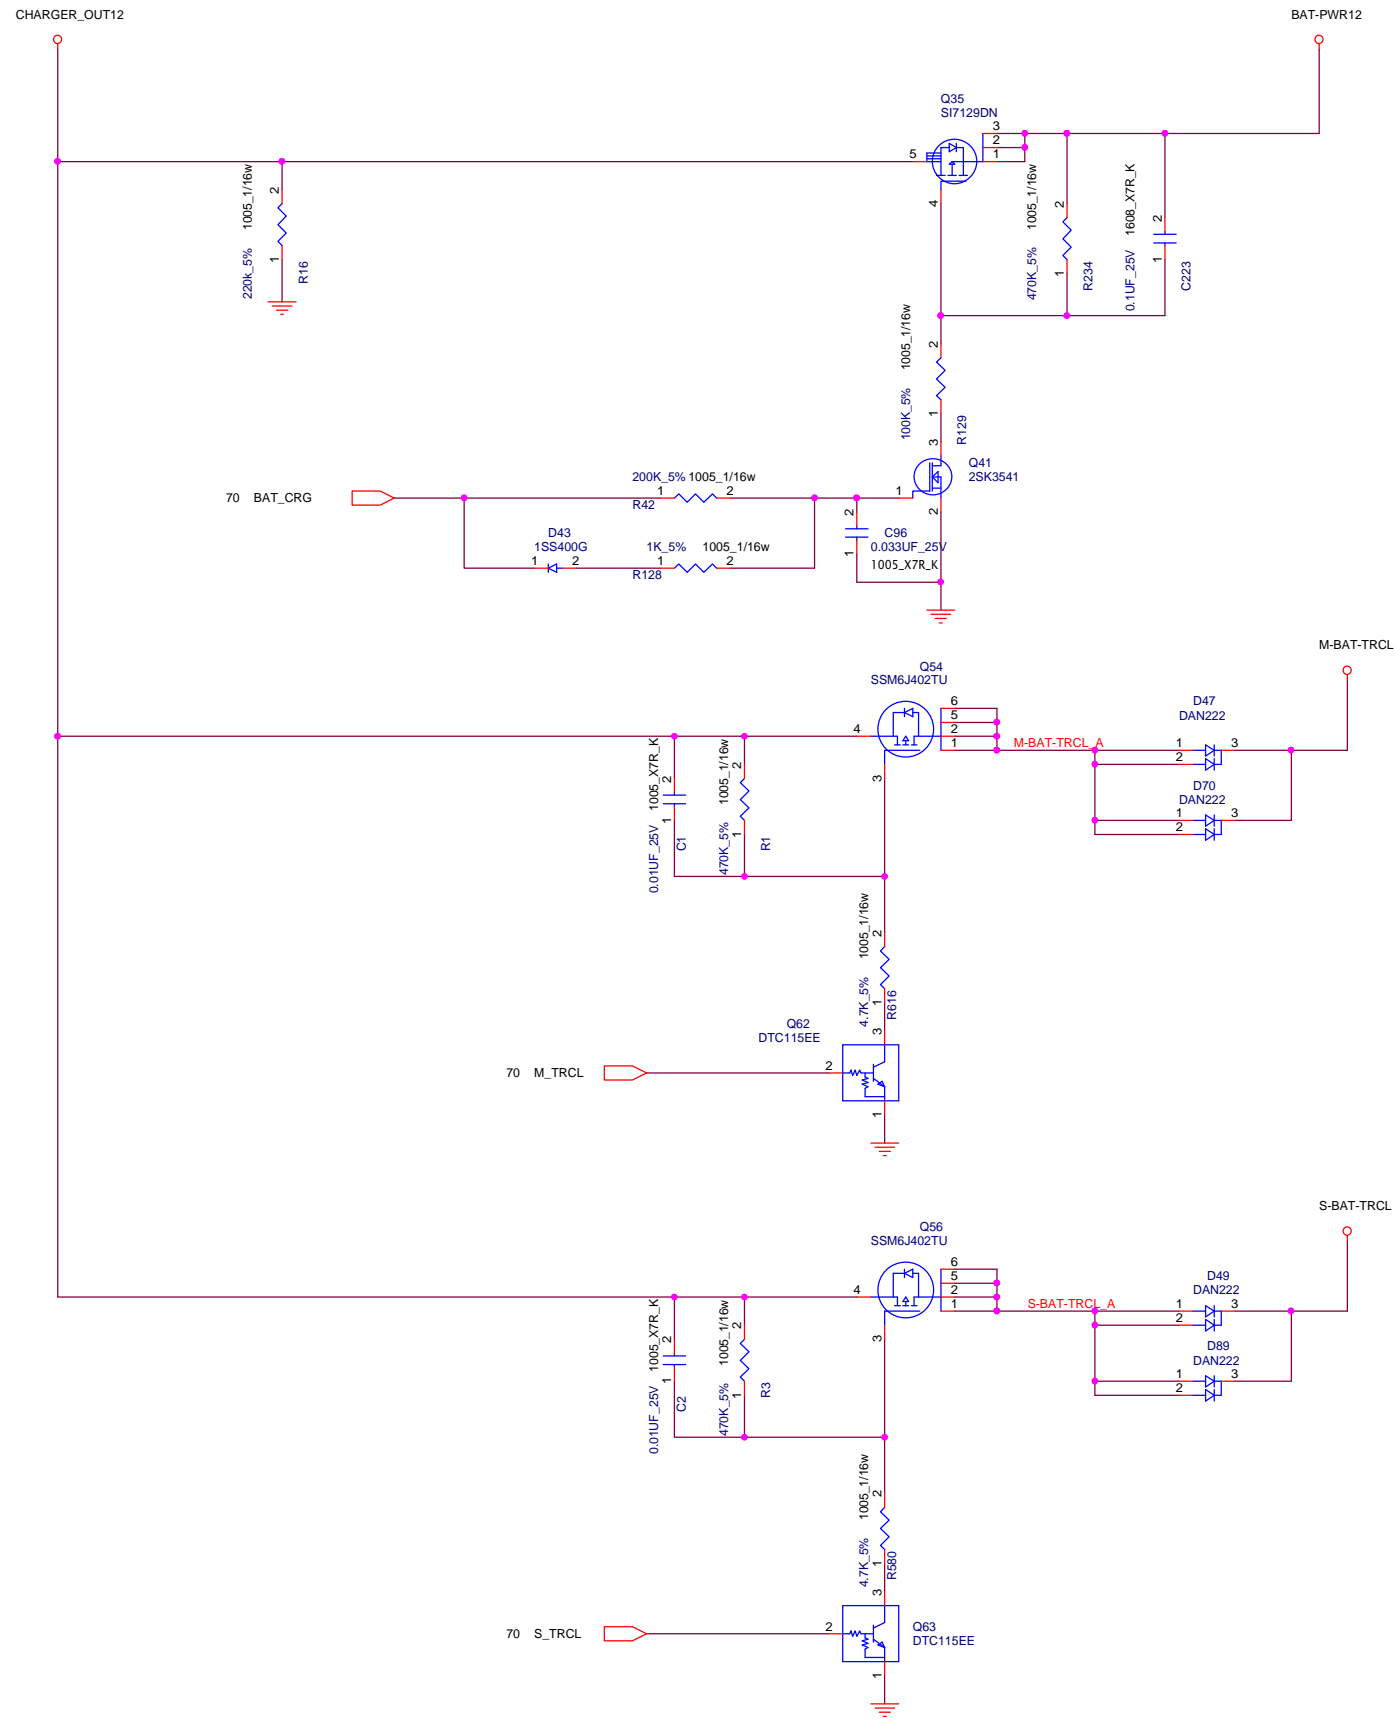 CHARGER_OUT12
BAT-PWR12
Q35
SI7129DN
3
2
1
5
4
220k_5% 1005_1/16w
2
1
R16
470K_5% 1005_1/16w
2
1
R234
0.1UF_25V 1608_X7R_K
2
1
C223
100K_5% 1005_1/16w
2
1
R129
3
Q41
2SK3541
1
2
70 BAT_CRG
200K_5% 1005_1/16w
1 2
R42
D43
1SS400G
1 2
1K_5% 1005_1/16w
1 2
R128
2
1
C96
0.033UF_25V
1005_X7R_K
M-BAT-TRCL
Q54
SSM6J402TU
6
5
2
1
4
3
M-BAT-TRCL_A
D47
DAN222
1 3
2
D70
DAN222
1 3
2
0.01UF_25V 1005_X7R_K
2
1
C1
470K_5% 1005_1/16w
2
1
R1
4.7K_5% 1005_1/16w
2
1
R616
Q62
DTC115EE
3
2
1
70 M_TRCL
S-BAT-TRCL
Q56
SSM6J402TU
6
5
2
1
4
3
S-BAT-TRCL_A
D49
DAN222
1 3
2
D89
DAN222
1 3
2
0.01UF_25V 1005_X7R_K
2
1
C2
470K_5% 1005_1/16w
2
1
R3
4.7K_5% 1005_1/16w
2
1
R580
3
2
1
Q63
DTC115EE
70 S_TRCL